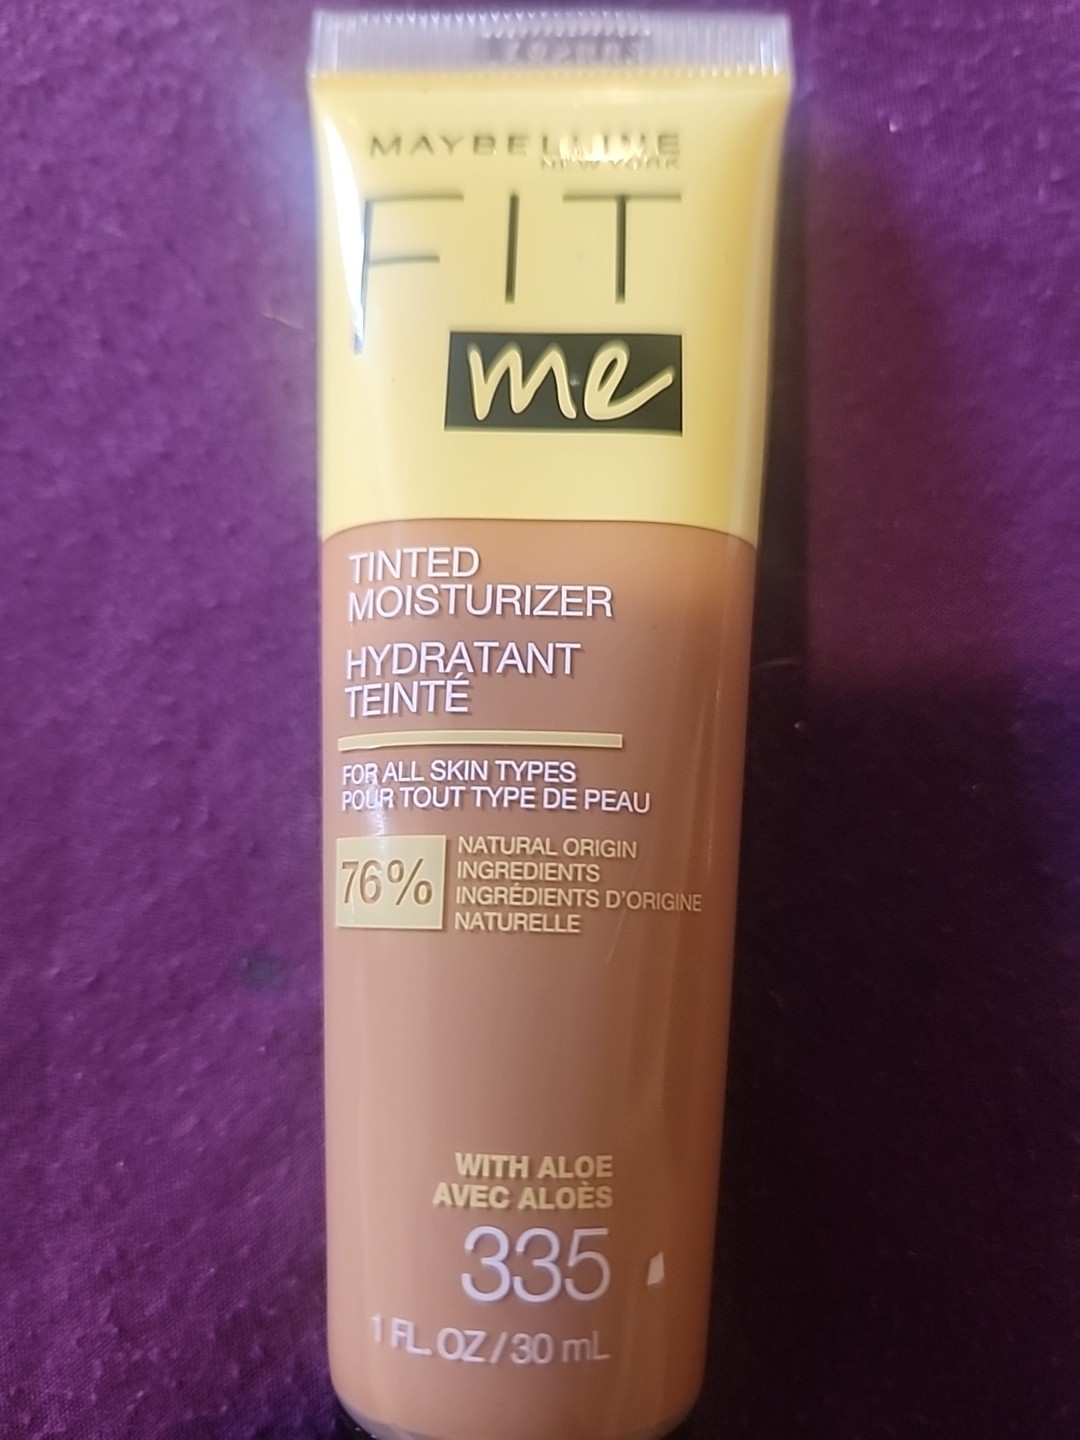 MAYBELLINE
NEW YORK
FIT
me
TINTED
MOISTURIZER
HYDRATANT
TEINTÉ
FOR ALL SKIN TYPES
POUR TOUT TYPE DE PEAU
76%
NATURAL ORIGIN
INGREDIENTS
INGRÉDIENTS D'ORIGINE
NATURELLE
WITH ALOE
AVEC ALOÈS
335
1 FL. OZ / 30 mL